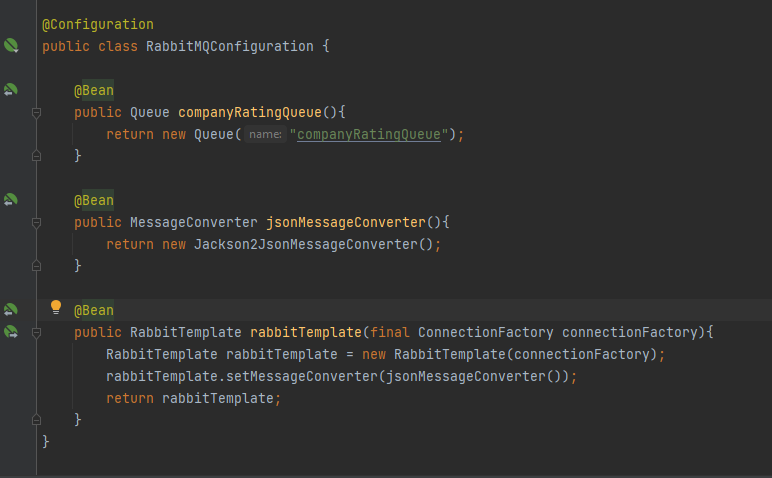 @Configuration
public class RabbitMQConfiguration {
@Bean
public Queue companyRatingQueue(){
return new Queue( name: "companyRatingQueue");
}
@Bean
public MessageConverter jsonMessageConverter(){
return new Jackson2JsonMessageConverter();
}
@Bean
public RabbitTemplate rabbitTemplate(final ConnectionFactory connectionFactory){
RabbitTemplate rabbitTemplate = new RabbitTemplate(connectionFactory);
rabbitTemplate.setMessageConverter(jsonMessageConverter());
return rabbitTemplate;
}
}